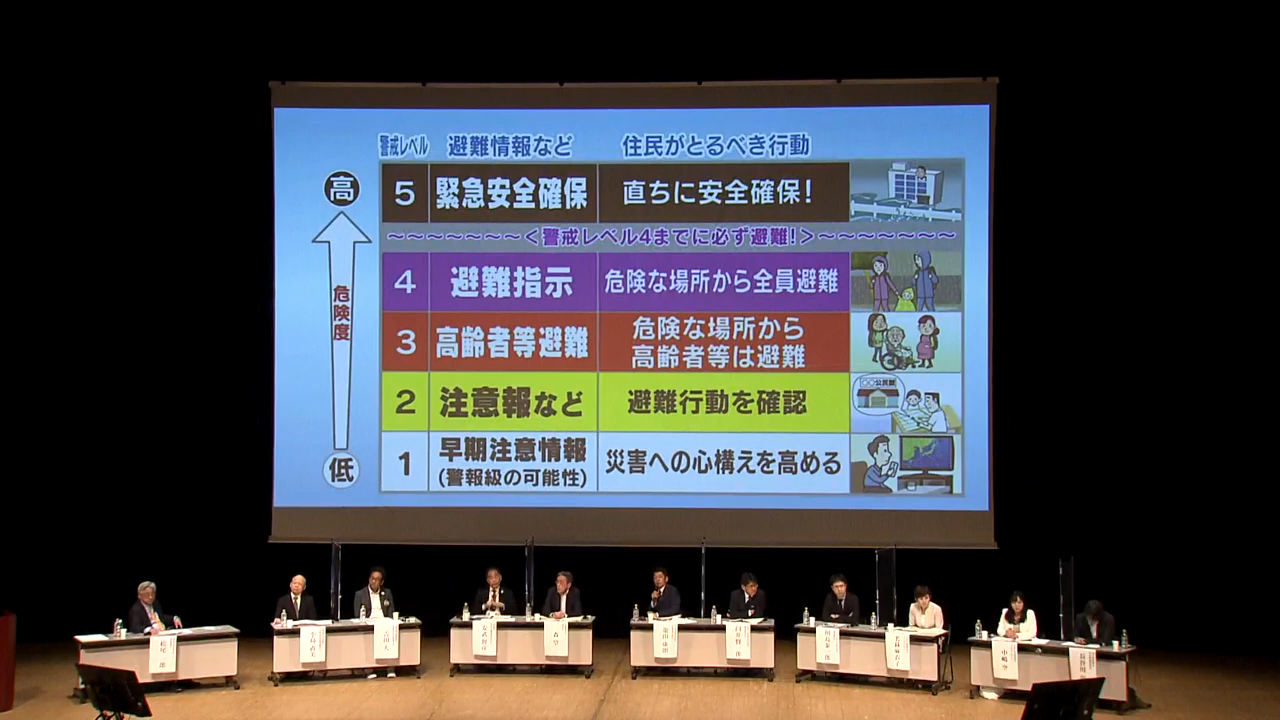 警戒レベル 避難情報など 住民がとるべき行動
高
5 緊急安全確保 直ちに安全確保!
～～～～～～～<警戒レベル4までに必ず避難!>～～～～～～～
4 避難指示 危険な場所から全員避難
危険度
3 高齢者等避難 危険な場所から
高齢者等は避難
○○公民館
2 注意報など 避難行動を確認
1 早期注意情報 災害への心構えを高める
(警報級の可能性)
低